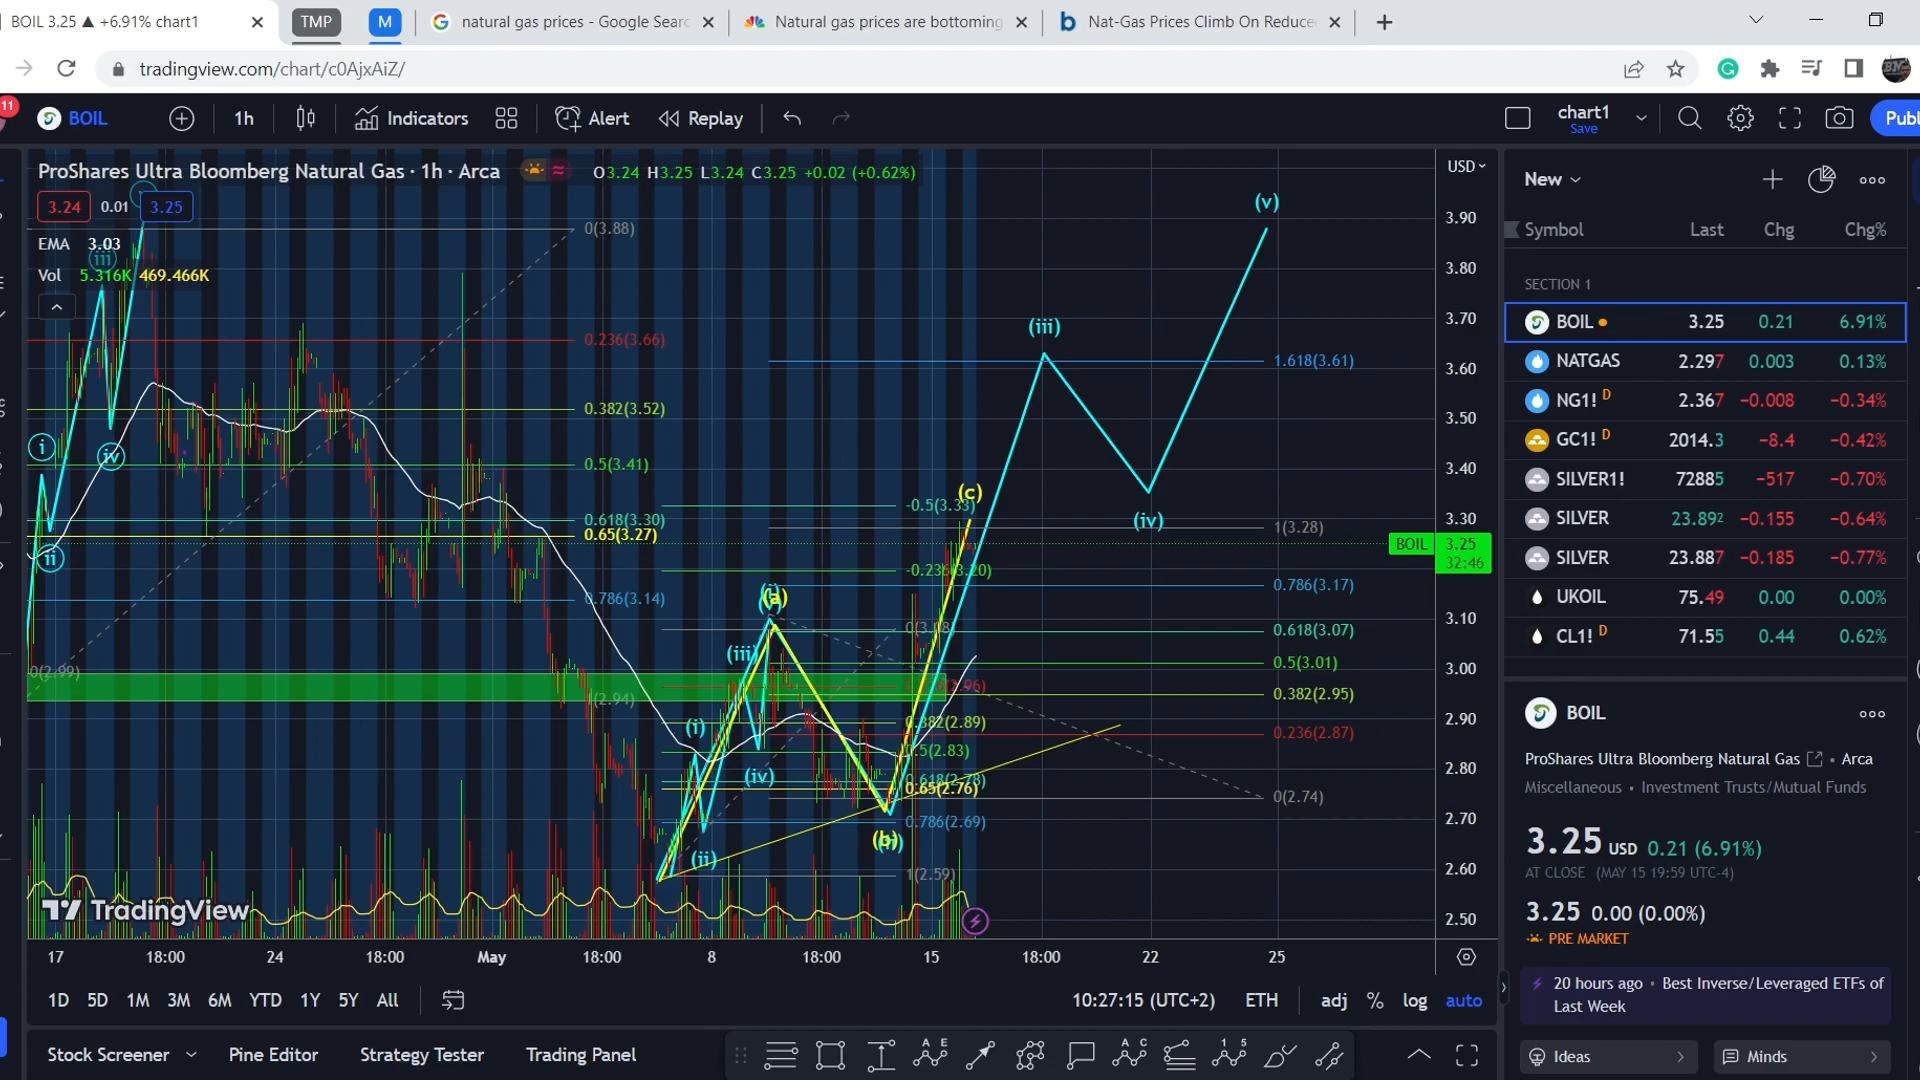 BOIL 3.25 ▲ +6.91% chart1
TMP
M
natural gas prices - Google Searc
Natural gas prices are bottoming
Nat-Gas Prices Climb On Reduce
tradingview.com/chart/c0AjxAiZ/
11
BOIL
1h
Indicators
Alert
Replay
chart1
Save
Publ
ProShares Ultra Bloomberg Natural Gas · 1h · Arca
O3.24 H3.25 L3.24 C3.25 +0.02 (+0.62%)
3.24 0.01 3.25
EMA 3.03
Vol 5.316K 469.466K
USD
3.90
3.80
3.70
3.60
3.50
3.40
3.30
BOIL 3.25
32:46
3.10
3.00
2.90
2.80
2.70
2.60
2.50
0(3.88)
0.236(3.66)
0.382(3.52)
0.5(3.41)
0.618(3.30)
0.65(3.27)
0.786(3.14)
0(2.99)
1(2.94)
i
ii
iii
iv
(v)
(iii)
(iv)
1.618(3.61)
(c)
-0.5(3.33)
1(3.28)
-0.236(3.20)
0.786(3.17)
(a)
0.618(3.07)
(iii)
0.5(3.01)
0.382(2.95)
(i)
0.382(2.89)
0.236(2.87)
0.5(2.83)
(iv)
0.618(2.78)
0.65(2.76)
0(2.74)
0.786(2.69)
(b)
(ii)
1(2.59)
TradingView
17 18:00 24 18:00 May 18:00 8 18:00 15 18:00 22 25
1D 5D 1M 3M 6M YTD 1Y 5Y All
10:27:15 (UTC+2) ETH adj % log auto
Stock Screener Pine Editor Strategy Tester Trading Panel
New
Symbol Last Chg Chg%
SECTION 1
BOIL 3.25 0.21 6.91%
NATGAS 2.297 0.003 0.13%
NG1! D 2.367 −0.008 −0.34%
GC1! D 2014.3 −8.4 −0.42%
SILVER1! 72885 −517 −0.70%
SILVER 23.892 −0.155 −0.64%
SILVER 23.887 −0.185 −0.77%
UKOIL 75.49 0.00 0.00%
CL1! D 71.55 0.44 0.62%
BOIL
ProShares Ultra Bloomberg Natural Gas • Arca
Miscellaneous • Investment Trusts/Mutual Funds
3.25 USD 0.21 (6.91%)
AT CLOSE (MAY 15 19:59 UTC-4)
3.25 0.00 (0.00%)
PRE MARKET
20 hours ago · Best Inverse/Leveraged ETFs of
Last Week
Ideas
Minds